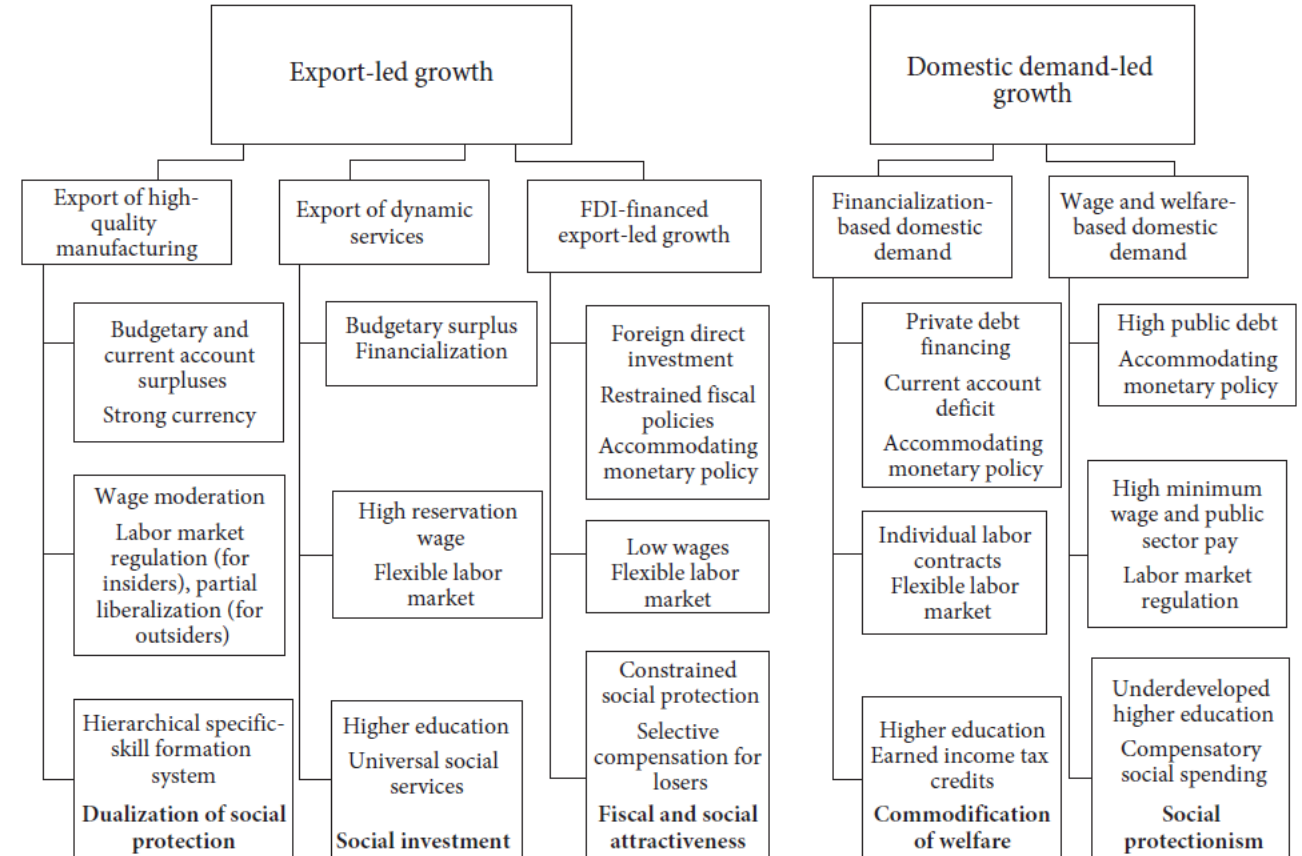 Export-led growth
Domestic demand-led
growth
Export of high-
quality
manufacturing
Export of dynamic
services
FDI-financed
export-led growth
Financialization-
based domestic
demand
Wage and welfare-
based domestic
demand
Budgetary and
current account
surpluses
Strong currency
Budgetary surplus
Financialization
Foreign direct
investment
Restrained fiscal
policies
Accommodating
monetary policy
Private debt
financing
Current account
deficit
Accommodating
monetary policy
High public debt
Accommodating
monetary policy
Wage moderation
Labor market
regulation (for
insiders), partial
liberalization (for
outsiders)
High reservation
wage
Flexible labor
market
Low wages
Flexible labor
market
Individual labor
contracts
Flexible labor
market
High minimum
wage and public
sector pay
Labor market
regulation
Hierarchical specific-
skill formation
system
Dualization of social
protection
Higher education
Universal social
services
Social investment
Constrained
social protection
Selective
compensation for
losers
Fiscal and social
attractiveness
Higher education
Earned income tax
credits
Commodification
of welfare
Underdeveloped
higher education
Compensatory
social spending
Social
protectionism